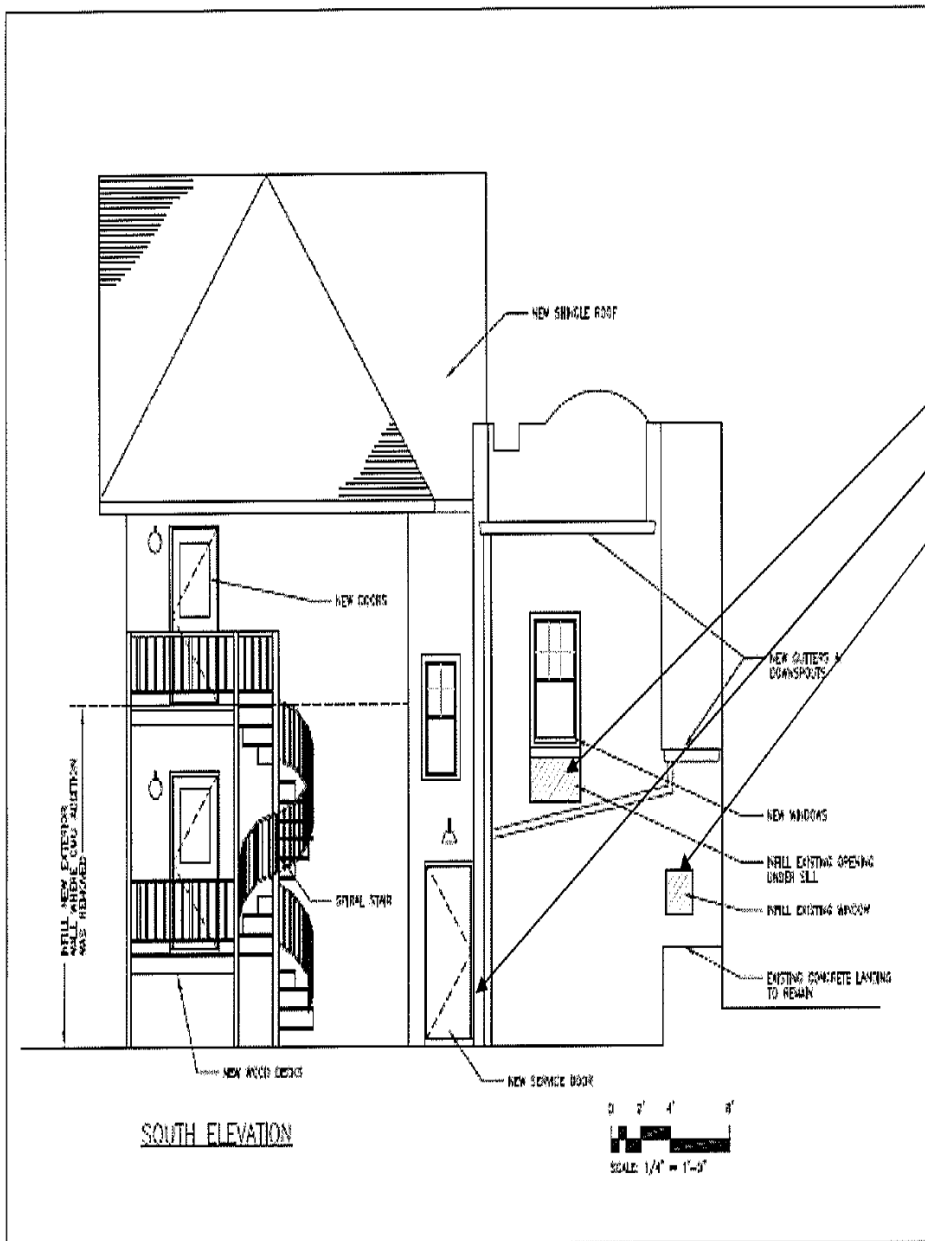 NEW SHINGLE ROOF
NEW DOORS
NEW GUTTERS &
DOWNSPOUTS
NEW WINDOWS
INFILL EXISTING OPENING
UNDER SILL
INFILL EXISTING WINDOW
EXISTING CONCRETE LANDING
TO REMAIN
SPIRAL STAIR
INFILL NEW EXTERIOR
WALL WHERE CMU ADDITION
WAS REMOVED
NEW WOOD DECKS
NEW SERVICE DOOR
SOUTH ELEVATION
0 2' 4' 8'
SCALE: 1/4" = 1'-0"